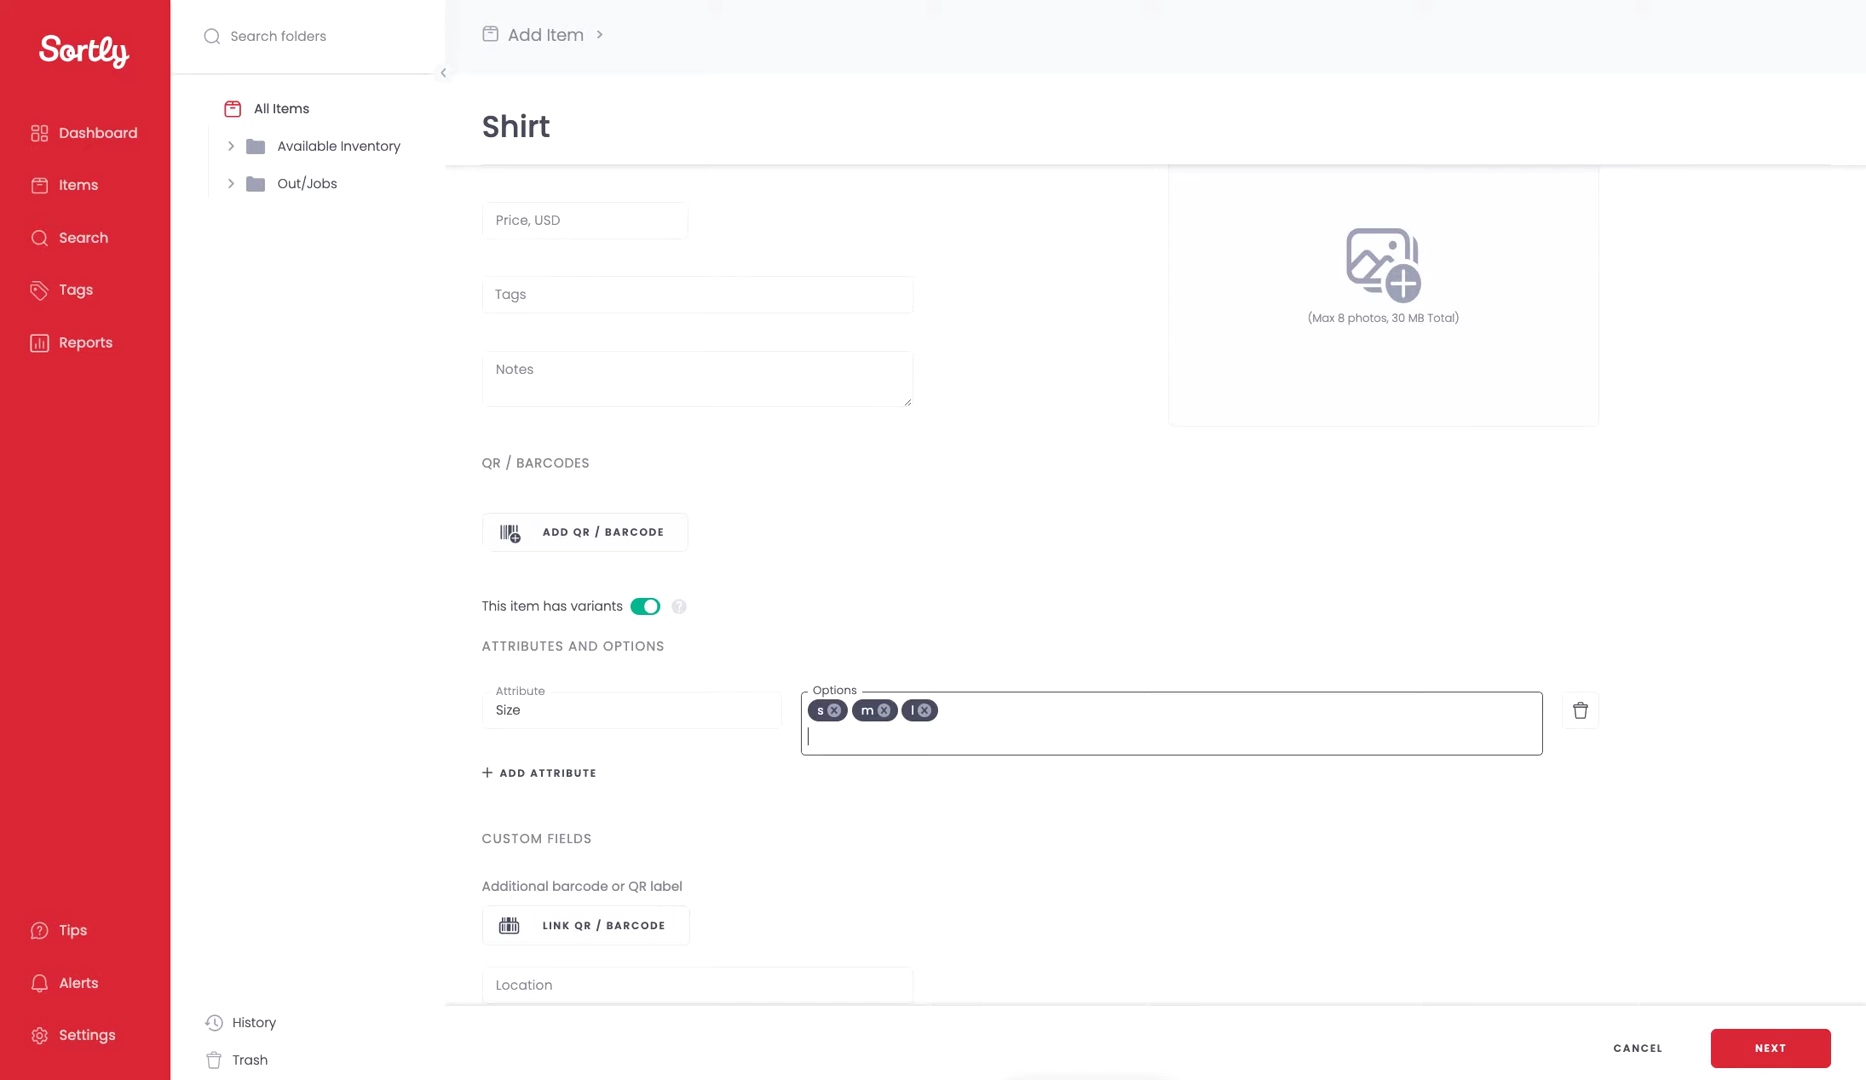 Sortly
Dashboard
Items
Search
Tags
Reports
Tips
Alerts
Settings
Search folders
All Items
Available Inventory
Out/Jobs
History
Trash
Add Item
Shirt
Price, USD
Tags
Notes
(Max 8 photos, 30 MB Total)
QR / BARCODES
ADD QR / BARCODE
This item has variants
ATTRIBUTES AND OPTIONS
Attribute
Size
Options
s m l
+ ADD ATTRIBUTE
CUSTOM FIELDS
Additional barcode or QR label
LINK QR / BARCODE
Location
CANCEL
NEXT